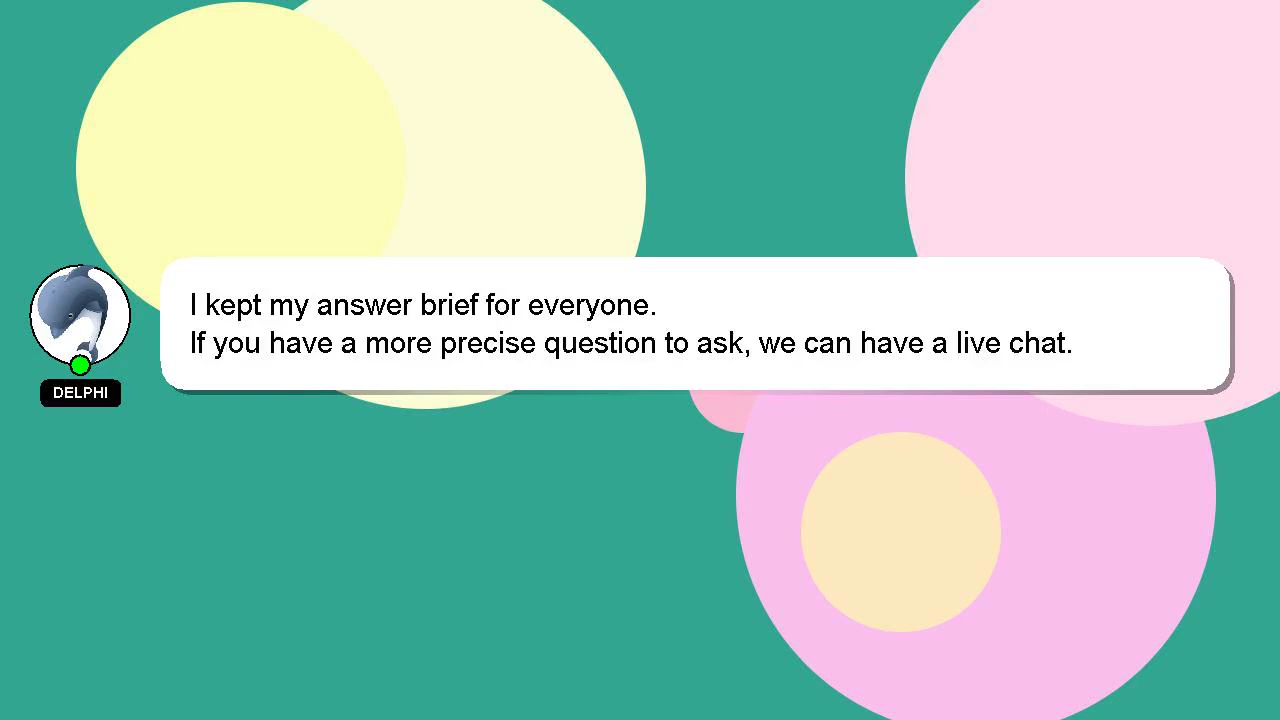 I kept my answer brief for everyone.
If you have a more precise question to ask, we can have a live chat.
DELPHI